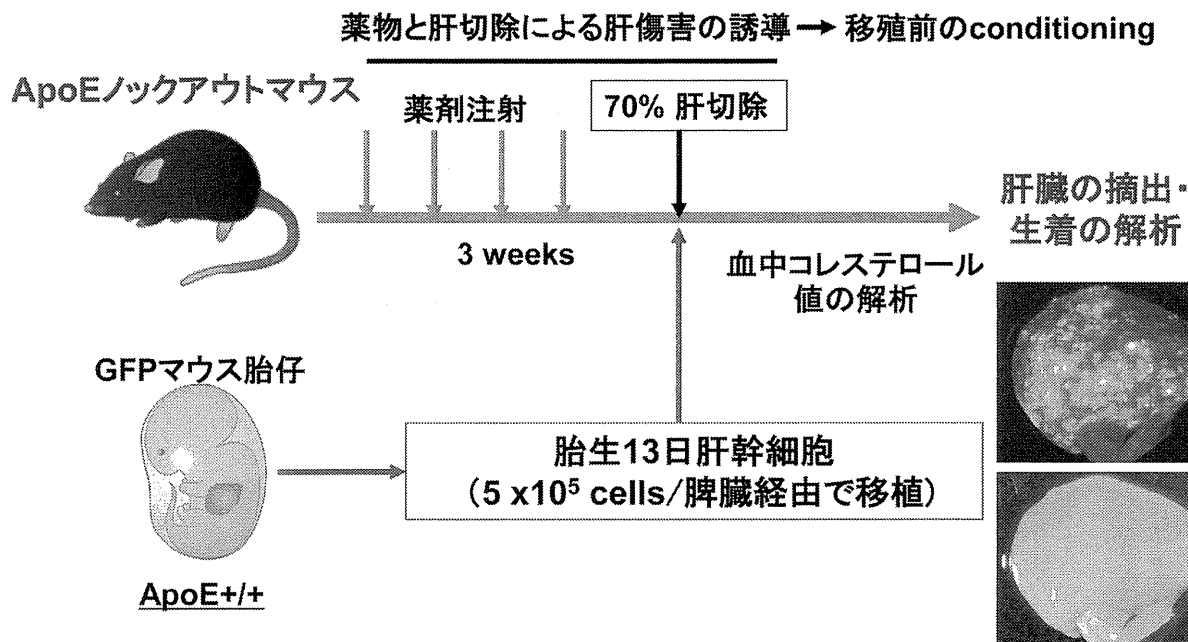 薬物と肝切除による肝傷害の誘導 → 移植前のconditioning
ApoEノックアウトマウス
薬剤注射
70% 肝切除
3 weeks
血中コレステロール
値の解析
肝臓の摘出・
生着の解析
GFPマウス胎仔
胎生13日肝幹細胞
(5 x10⁵ cells/脾臓経由で移植)
ApoE+/+